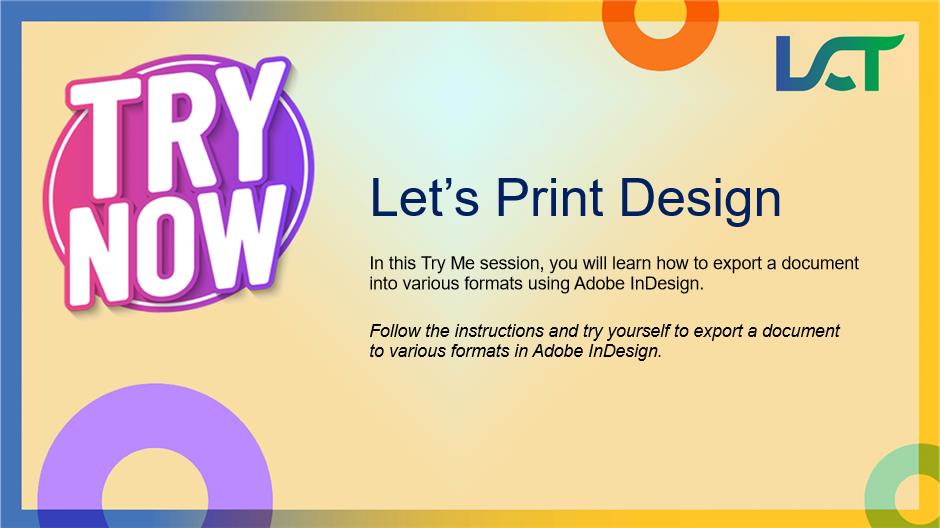 TRY
NOW
LCT
Let's Print Design
In this Try Me session, you will learn how to export a document
into various formats using Adobe InDesign.
Follow the instructions and try yourself to export a document
to various formats in Adobe InDesign.